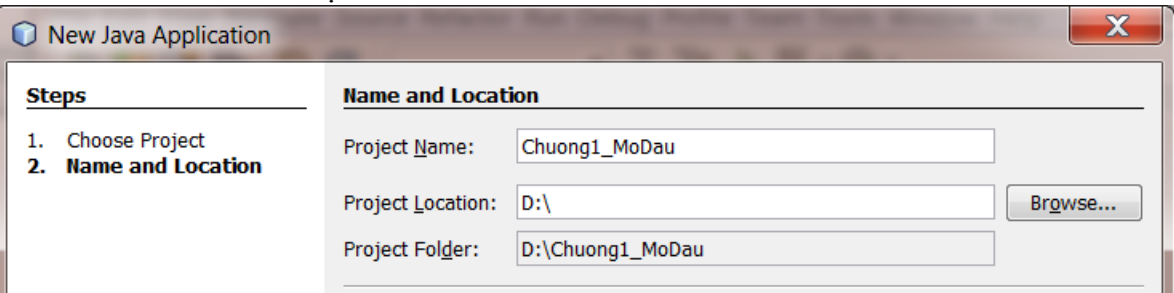 New Java Application
X
Steps
1. Choose Project
2. Name and Location
Name and Location
Project Name: Chuong1_MoDau
Project Location: D:\ Browse...
Project Folder: D:\Chuong1_MoDau